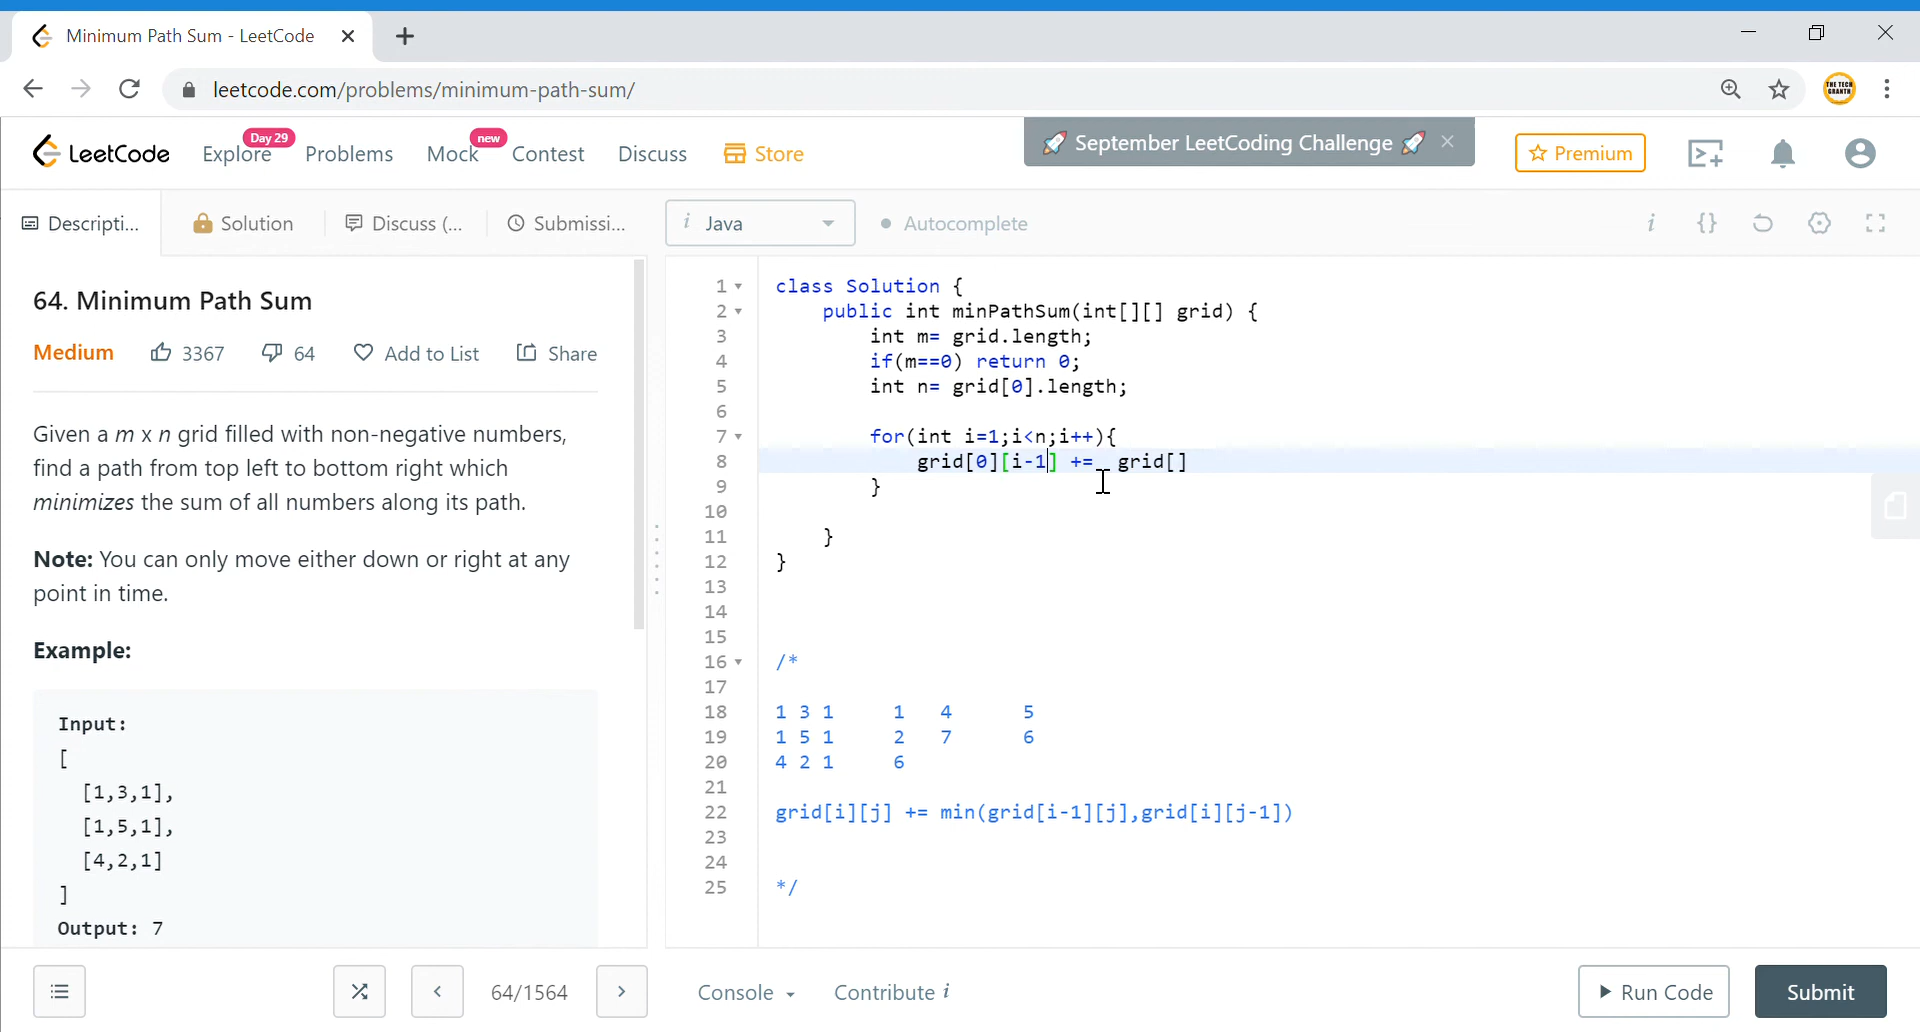 Minimum Path Sum - LeetCode
leetcode.com/problems/minimum-path-sum/
THE TECH GRANTH
LeetCode
Explore
Day 29
Problems
Mock
new
Contest
Discuss
Store
🚀 September LeetCoding Challenge 🚀
Premium
Descripti...
Solution
Discuss (...
Submissi...
i Java
Autocomplete
i
{}
64. Minimum Path Sum
Medium
3367
64
Add to List
Share
Given a m x n grid filled with non-negative numbers,
find a path from top left to bottom right which
minimizes the sum of all numbers along its path.
Note: You can only move either down or right at any
point in time.
Example:
Input:
[
[1,3,1],
[1,5,1],
[4,2,1]
]
Output: 7
1 class Solution {
2 public int minPathSum(int[][] grid) {
3 int m= grid.length;
4 if(m==0) return 0;
5 int n= grid[0].length;
6
7 for(int i=1;i<n;i++){
8 grid[0][i-1] += grid[]
9 }
10
11 }
12 }
13
14
15
16 /*
17
18 1 3 1 1 4 5
19 1 5 1 2 7 6
20 4 2 1 6
21
22 grid[i][j] += min(grid[i-1][j],grid[i][j-1])
23
24
25 */
64/1564
Console
Contribute i
Run Code
Submit